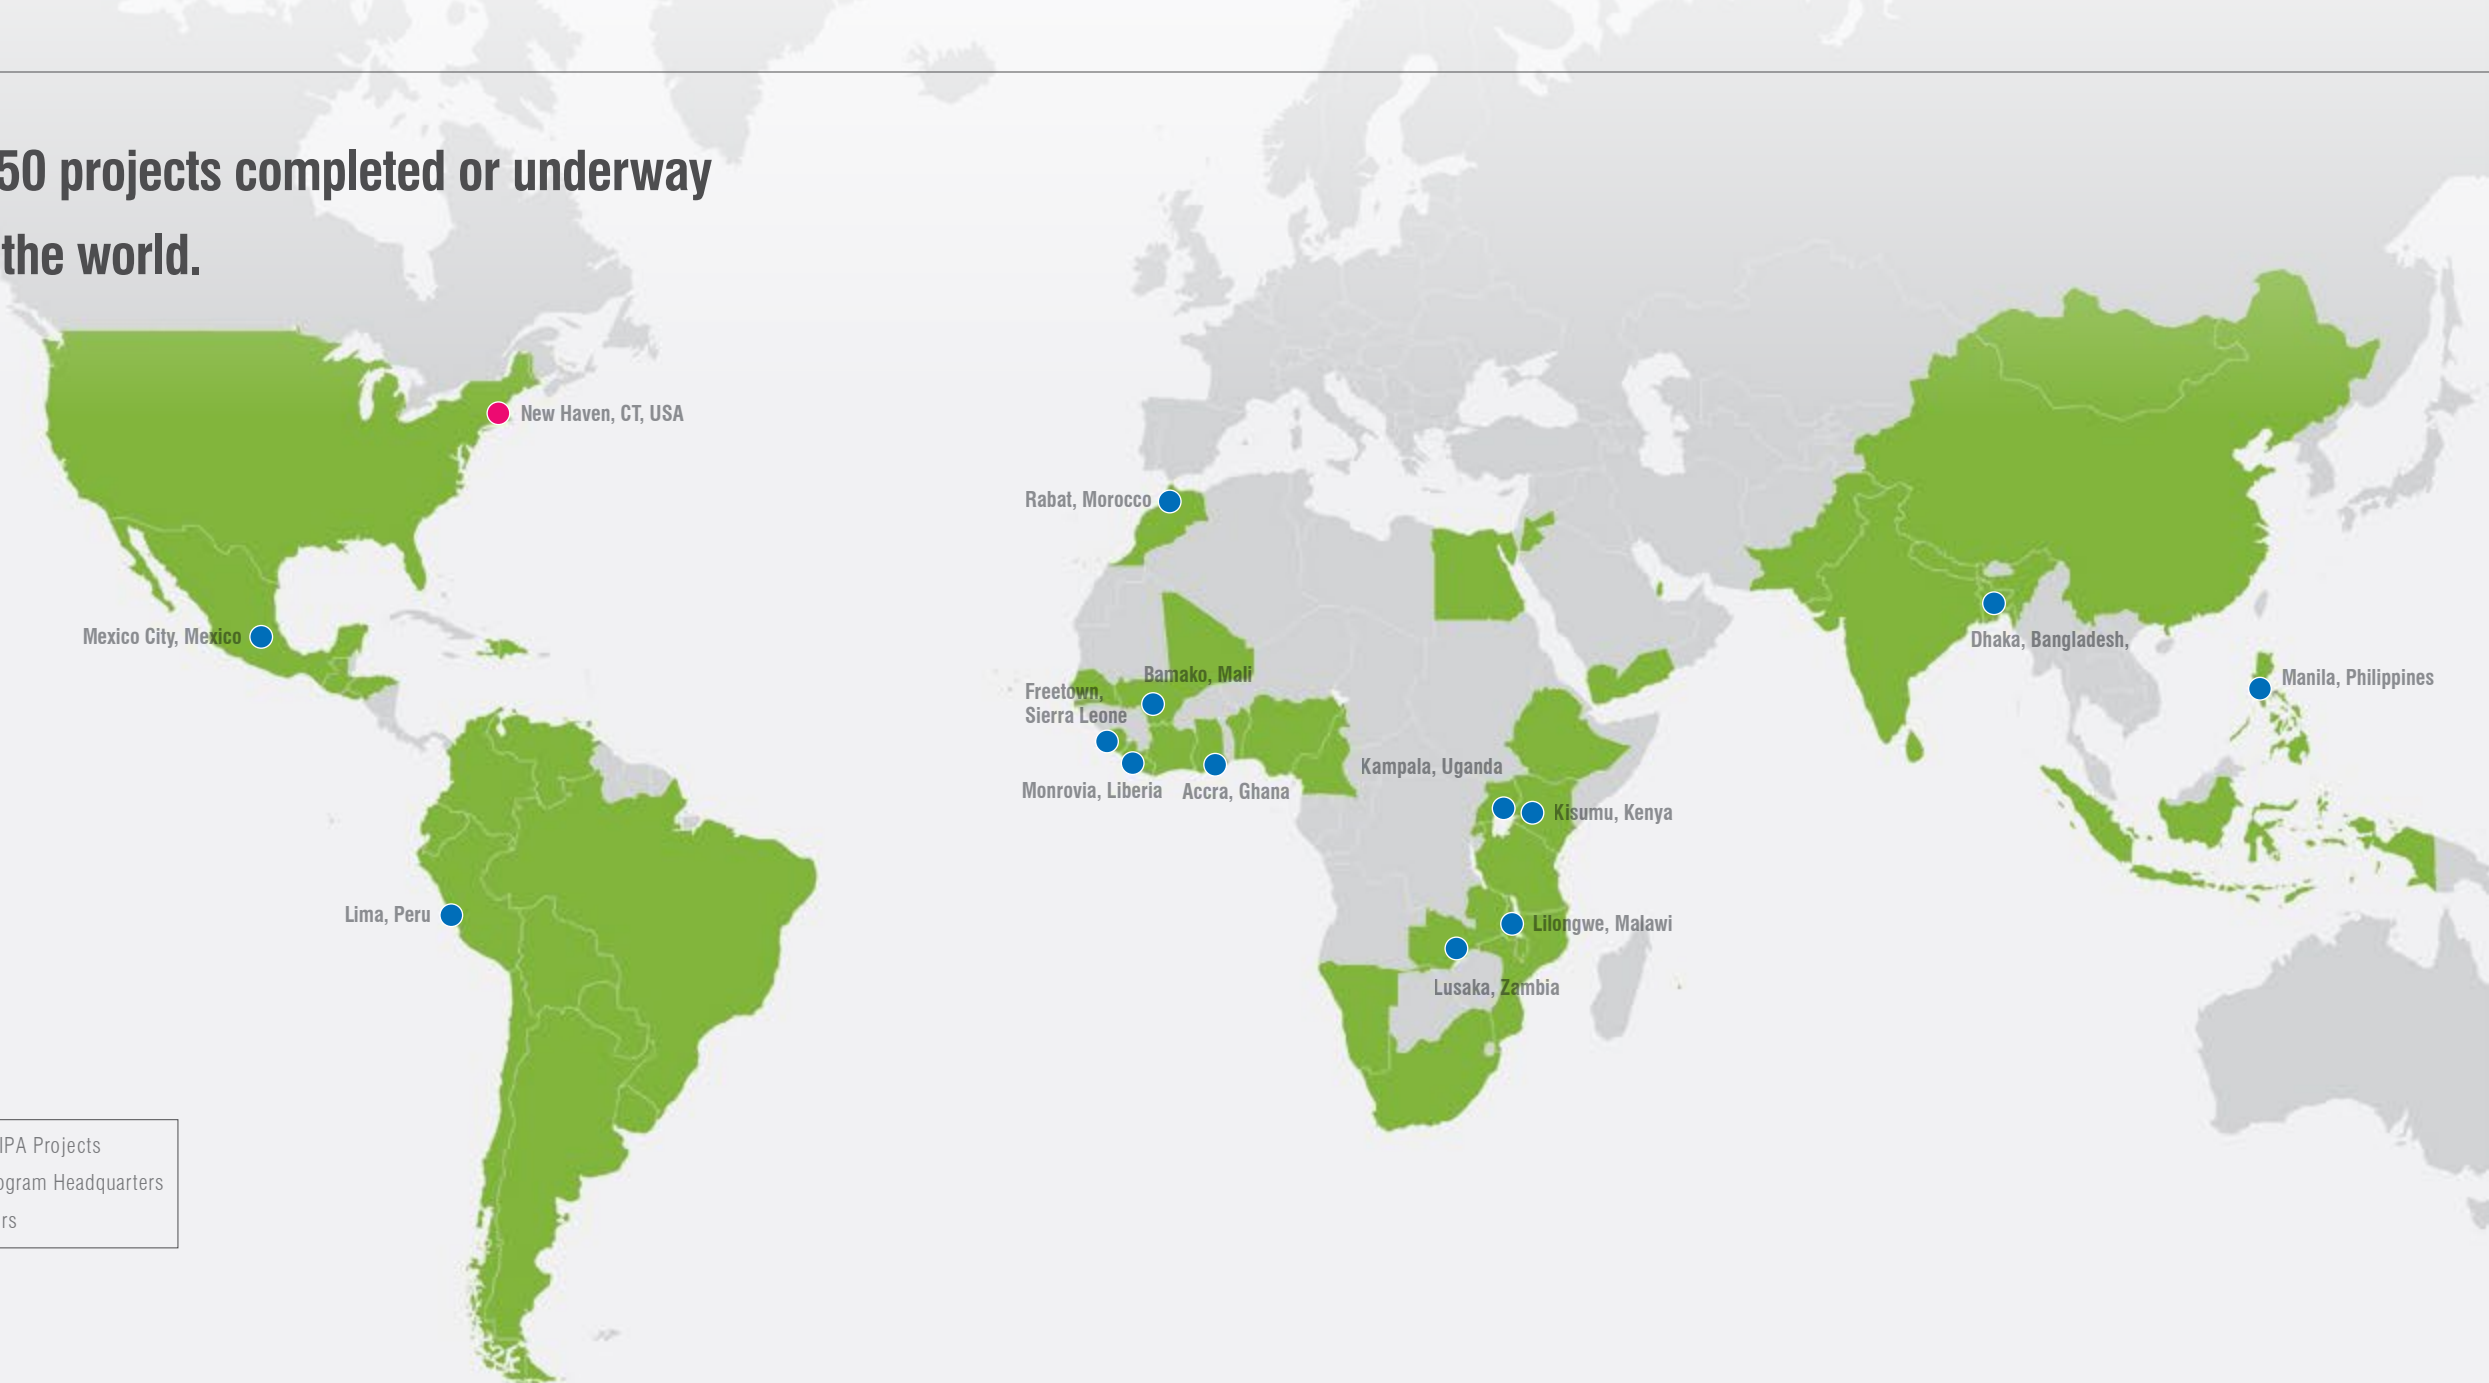 50 projects completed or underway
the world.
New Haven, CT, USA
Rabat, Morocco
Mexico City, Mexico
Dhaka, Bangladesh,
Bamako, Mali
Manila, Philippines
Freetown,
Sierra Leone
Kampala, Uganda
Monrovia, Liberia
Accra, Ghana
Kisumu, Kenya
Lima, Peru
Lilongwe, Malawi
Lusaka, Zambia
IPA Projects
ogram Headquarters
rs